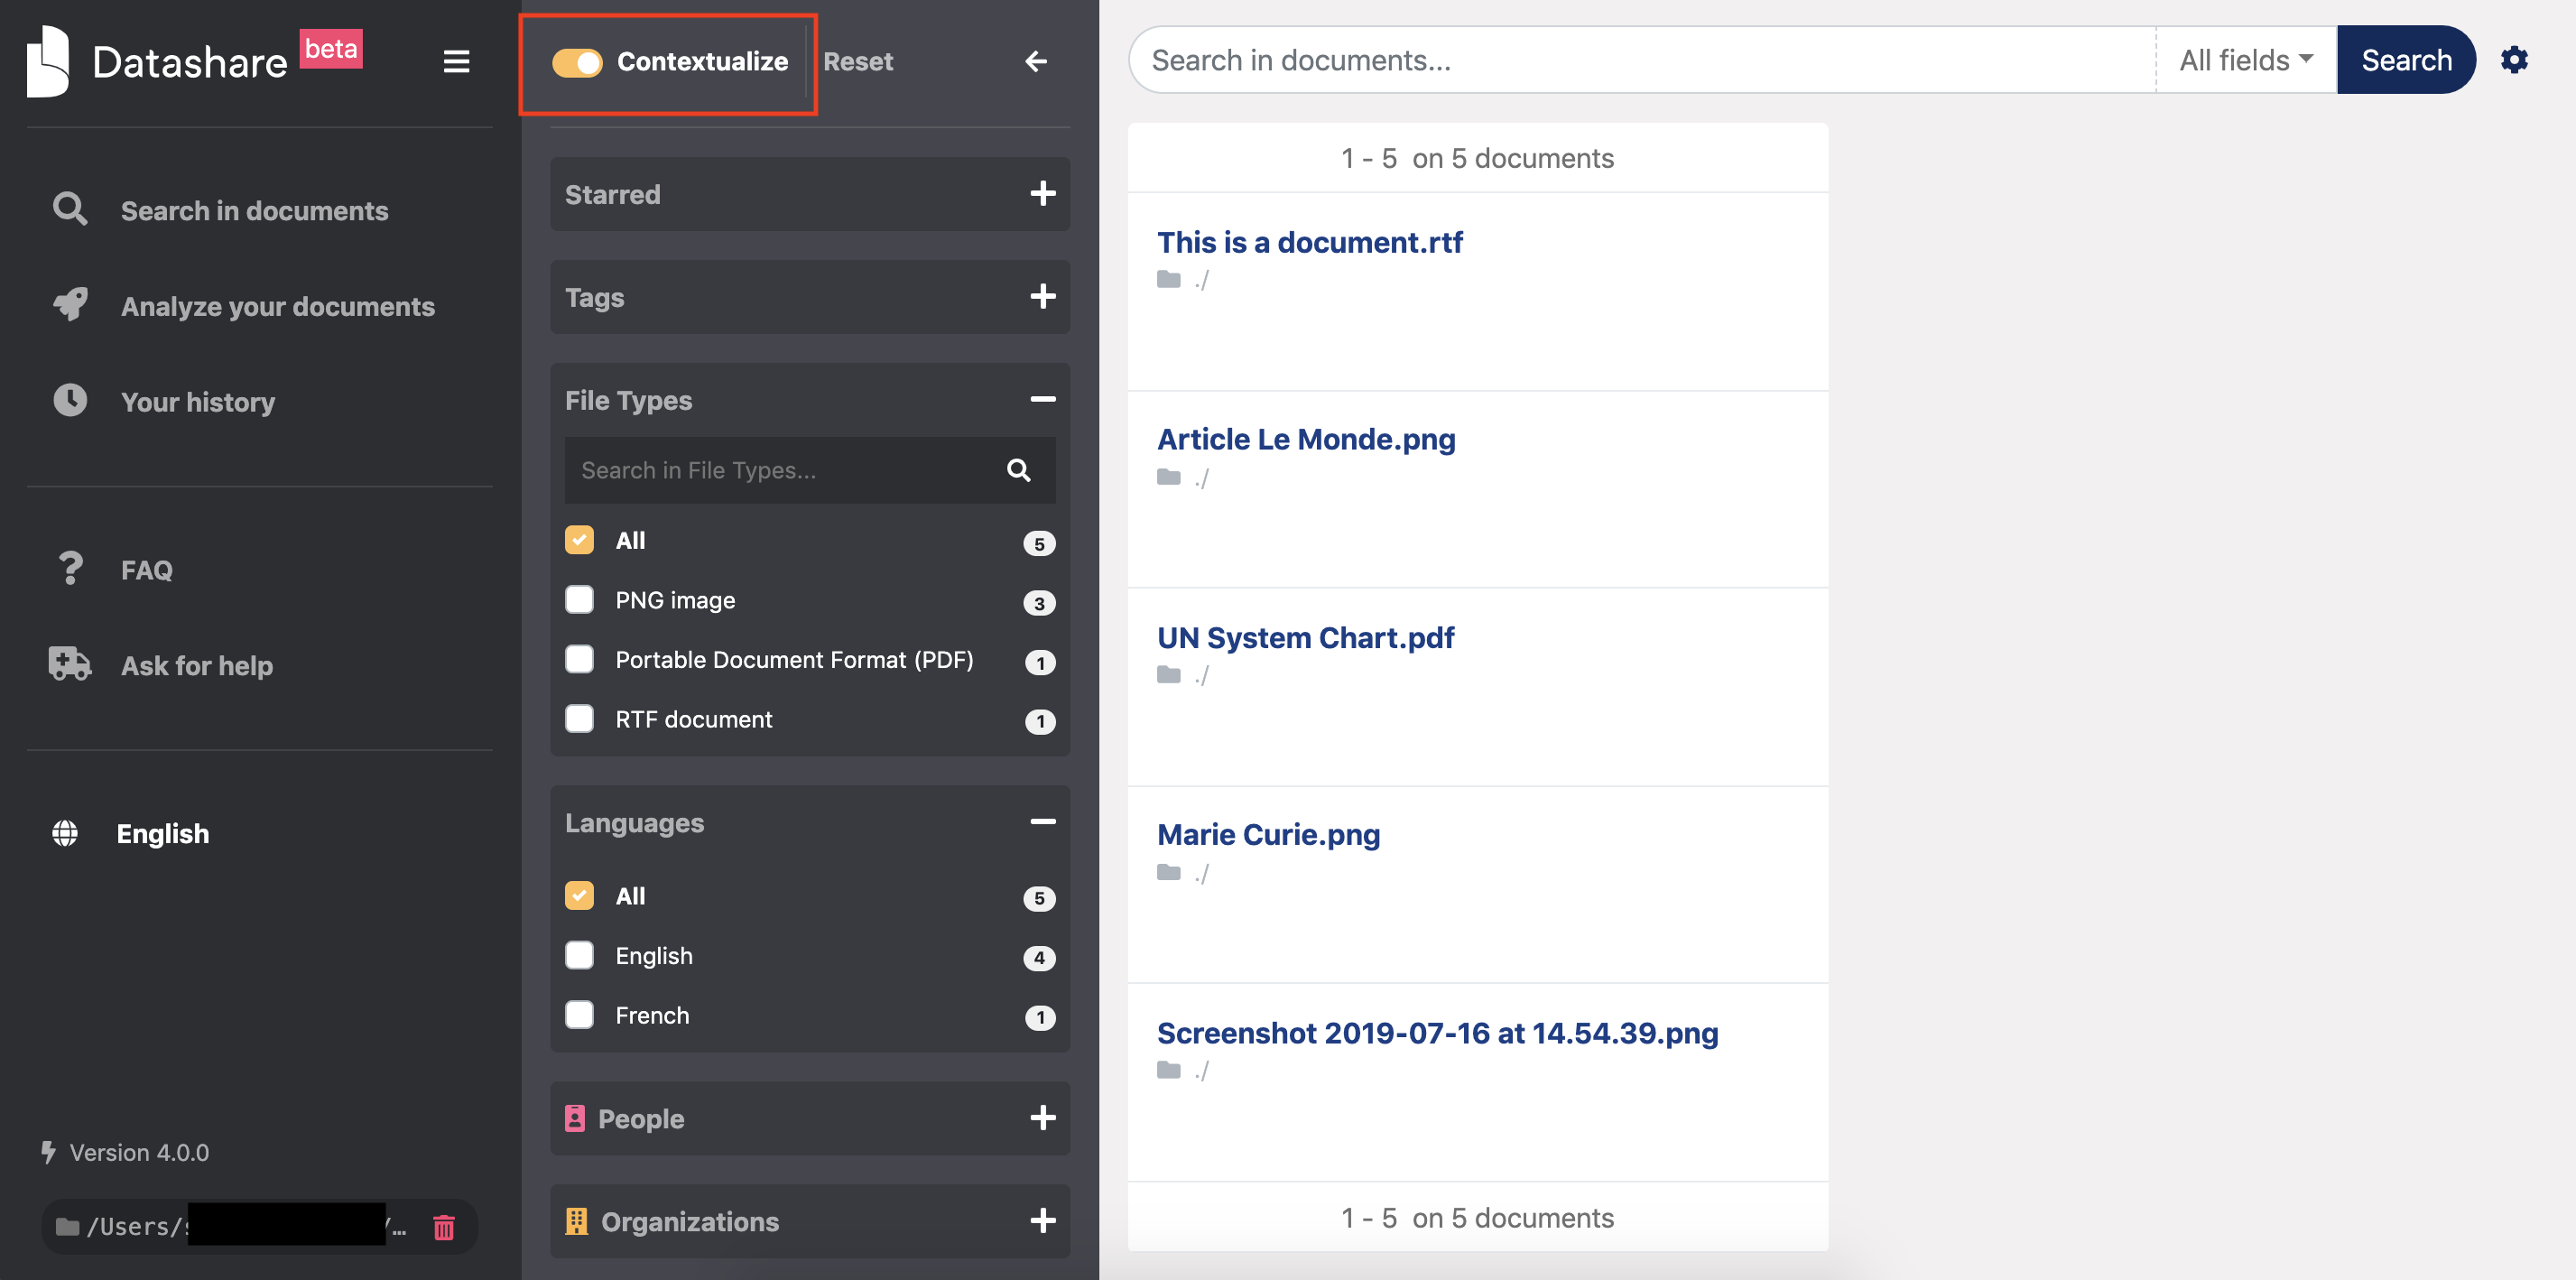 Datashare beta
Search in documents
Analyze your documents
Your history
FAQ
Ask for help
English
Version 4.0.0
/Users/ /...
Contextualize
Reset
Starred
Tags
File Types
Search in File Types...
All 5
PNG image 3
Portable Document Format (PDF) 1
RTF document 1
Languages
All 5
English 4
French 1
People
Organizations
Search in documents...
All fields
Search
1 - 5 on 5 documents
This is a document.rtf
./
Article Le Monde.png
./
UN System Chart.pdf
./
Marie Curie.png
./
Screenshot 2019-07-16 at 14.54.39.png
./
1 - 5 on 5 documents